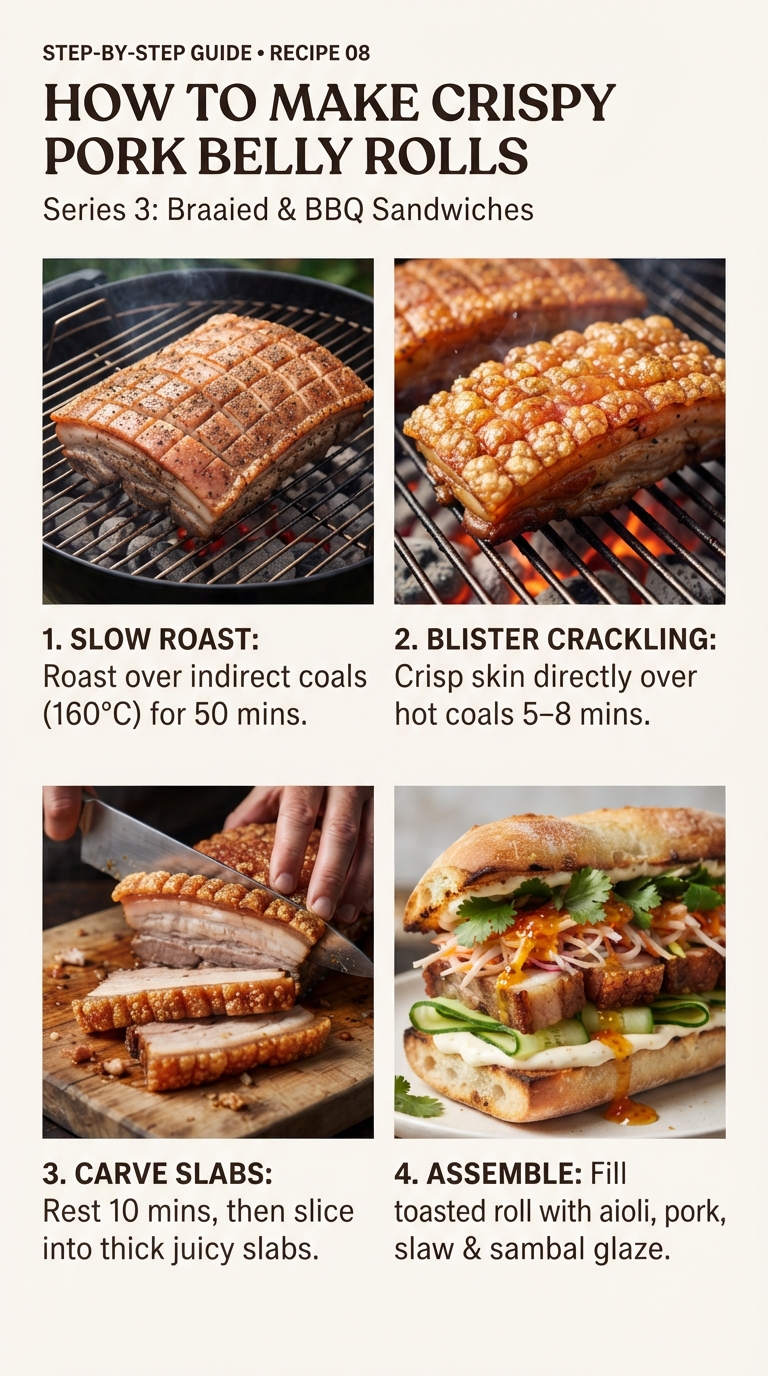 STEP-BY-STEP GUIDE • RECIPE 08
HOW TO MAKE CRISPY
PORK BELLY ROLLS
Series 3: Braaied & BBQ Sandwiches
1. SLOW ROAST:
Roast over indirect coals
(160°C) for 50 mins.
2. BLISTER CRACKLING:
Crisp skin directly over
hot coals 5–8 mins.
3. CARVE SLABS:
Rest 10 mins, then slice
into thick juicy slabs.
4. ASSEMBLE: Fill
toasted roll with aioli, pork,
slaw & sambal glaze.